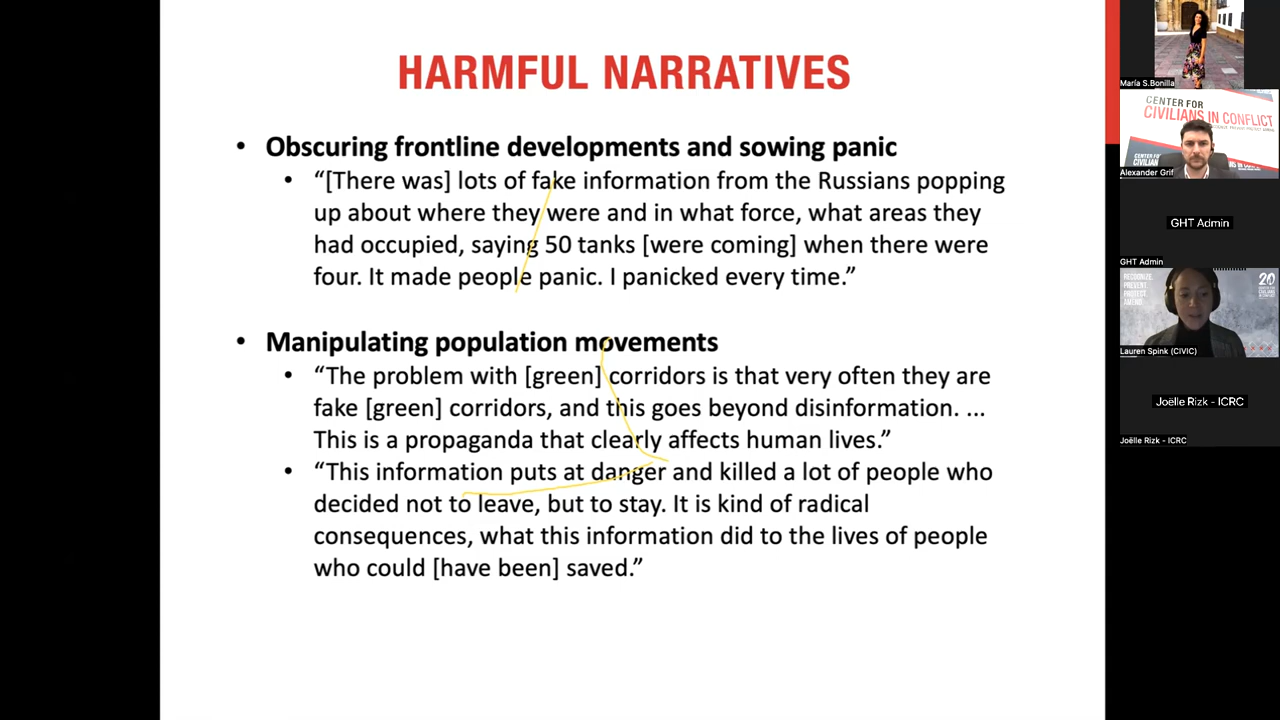 HARMFUL NARRATIVES
• Obscuring frontline developments and sowing panic
• “[There was] lots of fake information from the Russians popping
up about where they were and in what force, what areas they
had occupied, saying 50 tanks [were coming] when there were
four. It made people panic. I panicked every time.”
• Manipulating population movements
• “The problem with [green] corridors is that very often they are
fake [green] corridors, and this goes beyond disinformation. ...
This is a propaganda that clearly affects human lives.”
• “This information puts at danger and killed a lot of people who
decided not to leave, but to stay. It is kind of radical
consequences, what this information did to the lives of people
who could [have been] saved.”
María S.Bonilla
CENTER FOR
CIVILIANS IN CONFLICT
Alexander Grif
GHT Admin
GHT Admin
RECOGNIZE.
PREVENT.
PROTECT.
AMEND.
20
Lauren Spink (CIVIC)
Joëlle Rizk - ICRC
Joëlle Rizk - ICRC